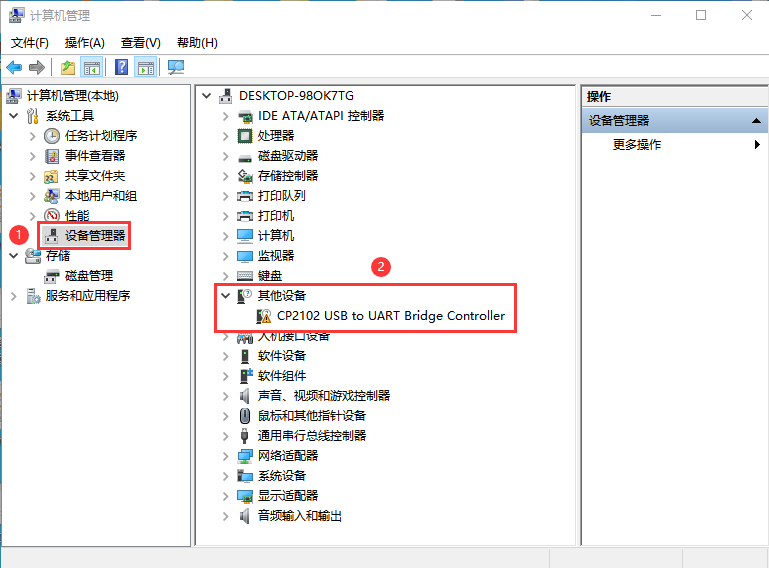 计算机管理
文件(F) 操作(A) 查看(V) 帮助(H)
计算机管理(本地)
系统工具
任务计划程序
事件查看器
共享文件夹
本地用户和组
性能
1
设备管理器
存储
磁盘管理
服务和应用程序
DESKTOP-98OK7TG
IDE ATA/ATAPI 控制器
处理器
磁盘驱动器
存储控制器
打印队列
打印机
计算机
监视器
2
键盘
其他设备
CP2102 USB to UART Bridge Controller
人机接口设备
软件设备
软件组件
声音、视频和游戏控制器
鼠标和其他指针设备
通用串行总线控制器
网络适配器
系统设备
显示适配器
音频输入和输出
操作
设备管理器
更多操作